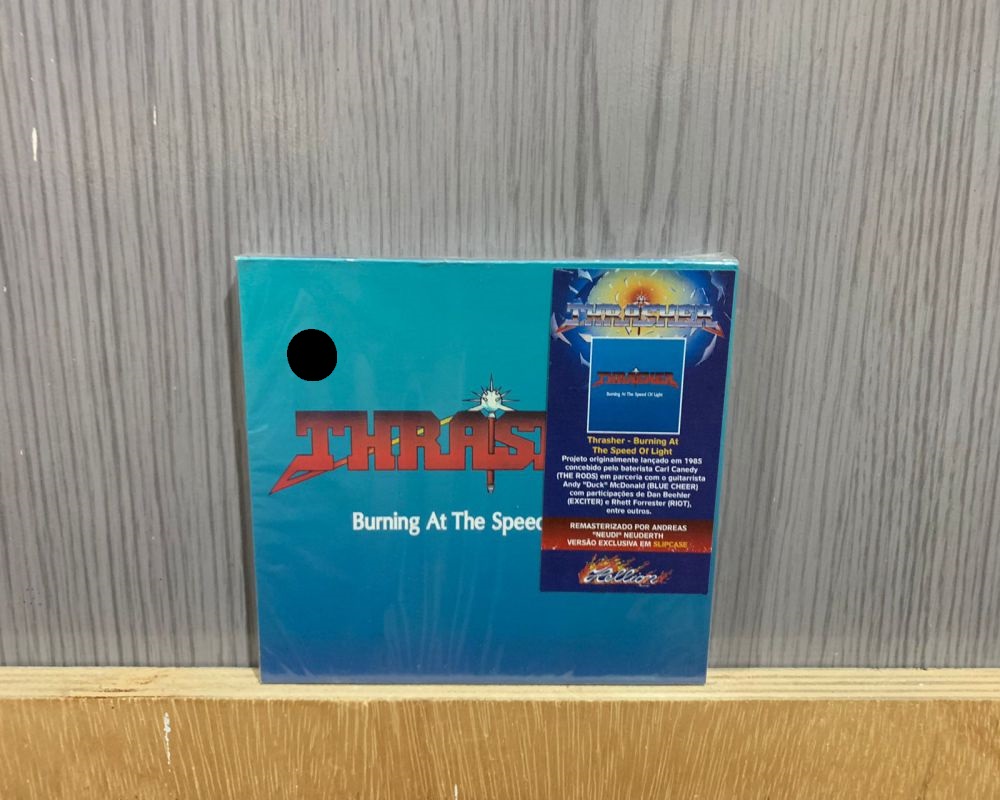 THRAS
Burning At The Speed
THRASHER
THRASHER
Burning At The Speed Of Light
Thrasher - Burning At
The Speed Of Light
Projeto originalmente lançado em 1985
concebido pelo baterista Carl Canedy
(THE RODS) em parceria com o guitarrista
Andy "Duck" McDonald (BLUE CHEER)
com participações de Dan Beehler
(EXCITER) e Rhett Forrester (RIOT),
entre outros.
REMASTERIZADO POR ANDREAS
"NEUDI" NEUDERTH
VERSÃO EXCLUSIVA EM SLIPCASE
Hellion